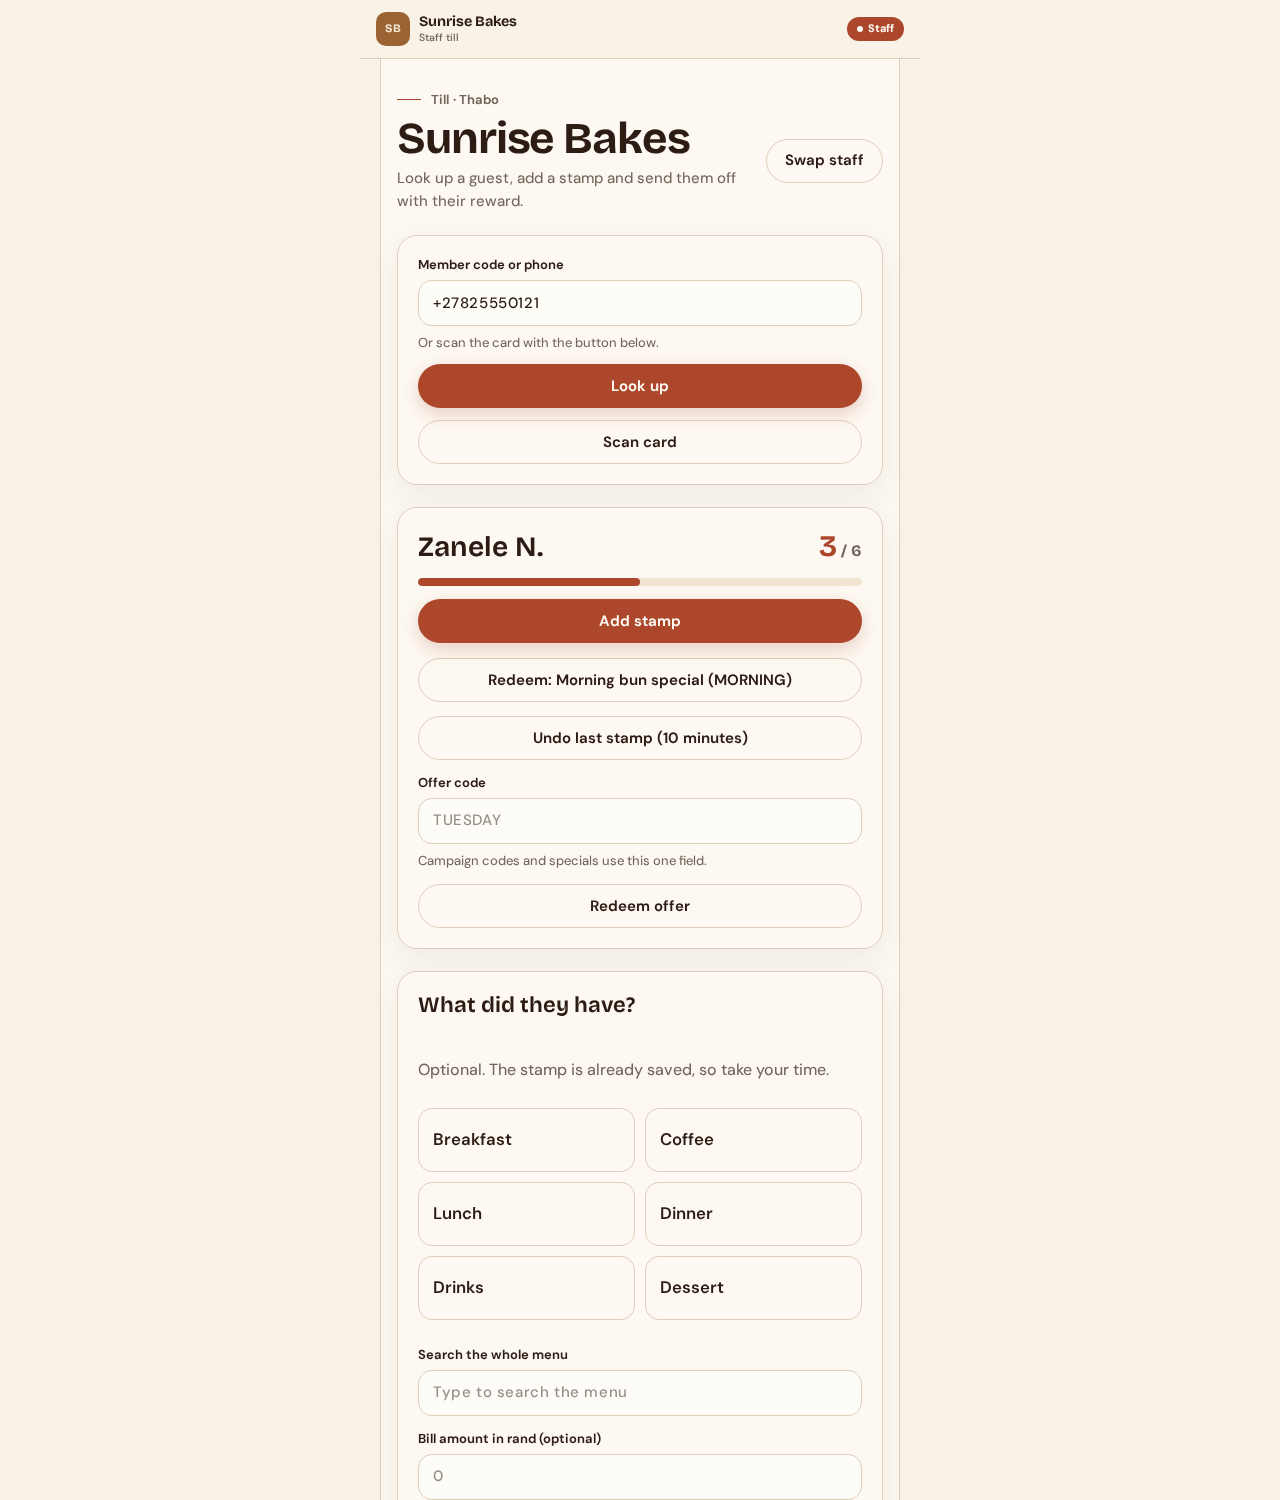 SB
Sunrise Bakes
Staff till
Staff
Till · Thabo
Sunrise Bakes
Look up a guest, add a stamp and send them off
with their reward.
Swap staff
Member code or phone
+27825550121
Or scan the card with the button below.
Look up
Scan card
Zanele N.
3 / 6
Add stamp
Redeem: Morning bun special (MORNING)
Undo last stamp (10 minutes)
Offer code
TUESDAY
Campaign codes and specials use this one field.
Redeem offer
What did they have?
Optional. The stamp is already saved, so take your time.
Breakfast
Coffee
Lunch
Dinner
Drinks
Dessert
Search the whole menu
Type to search the menu
Bill amount in rand (optional)
0